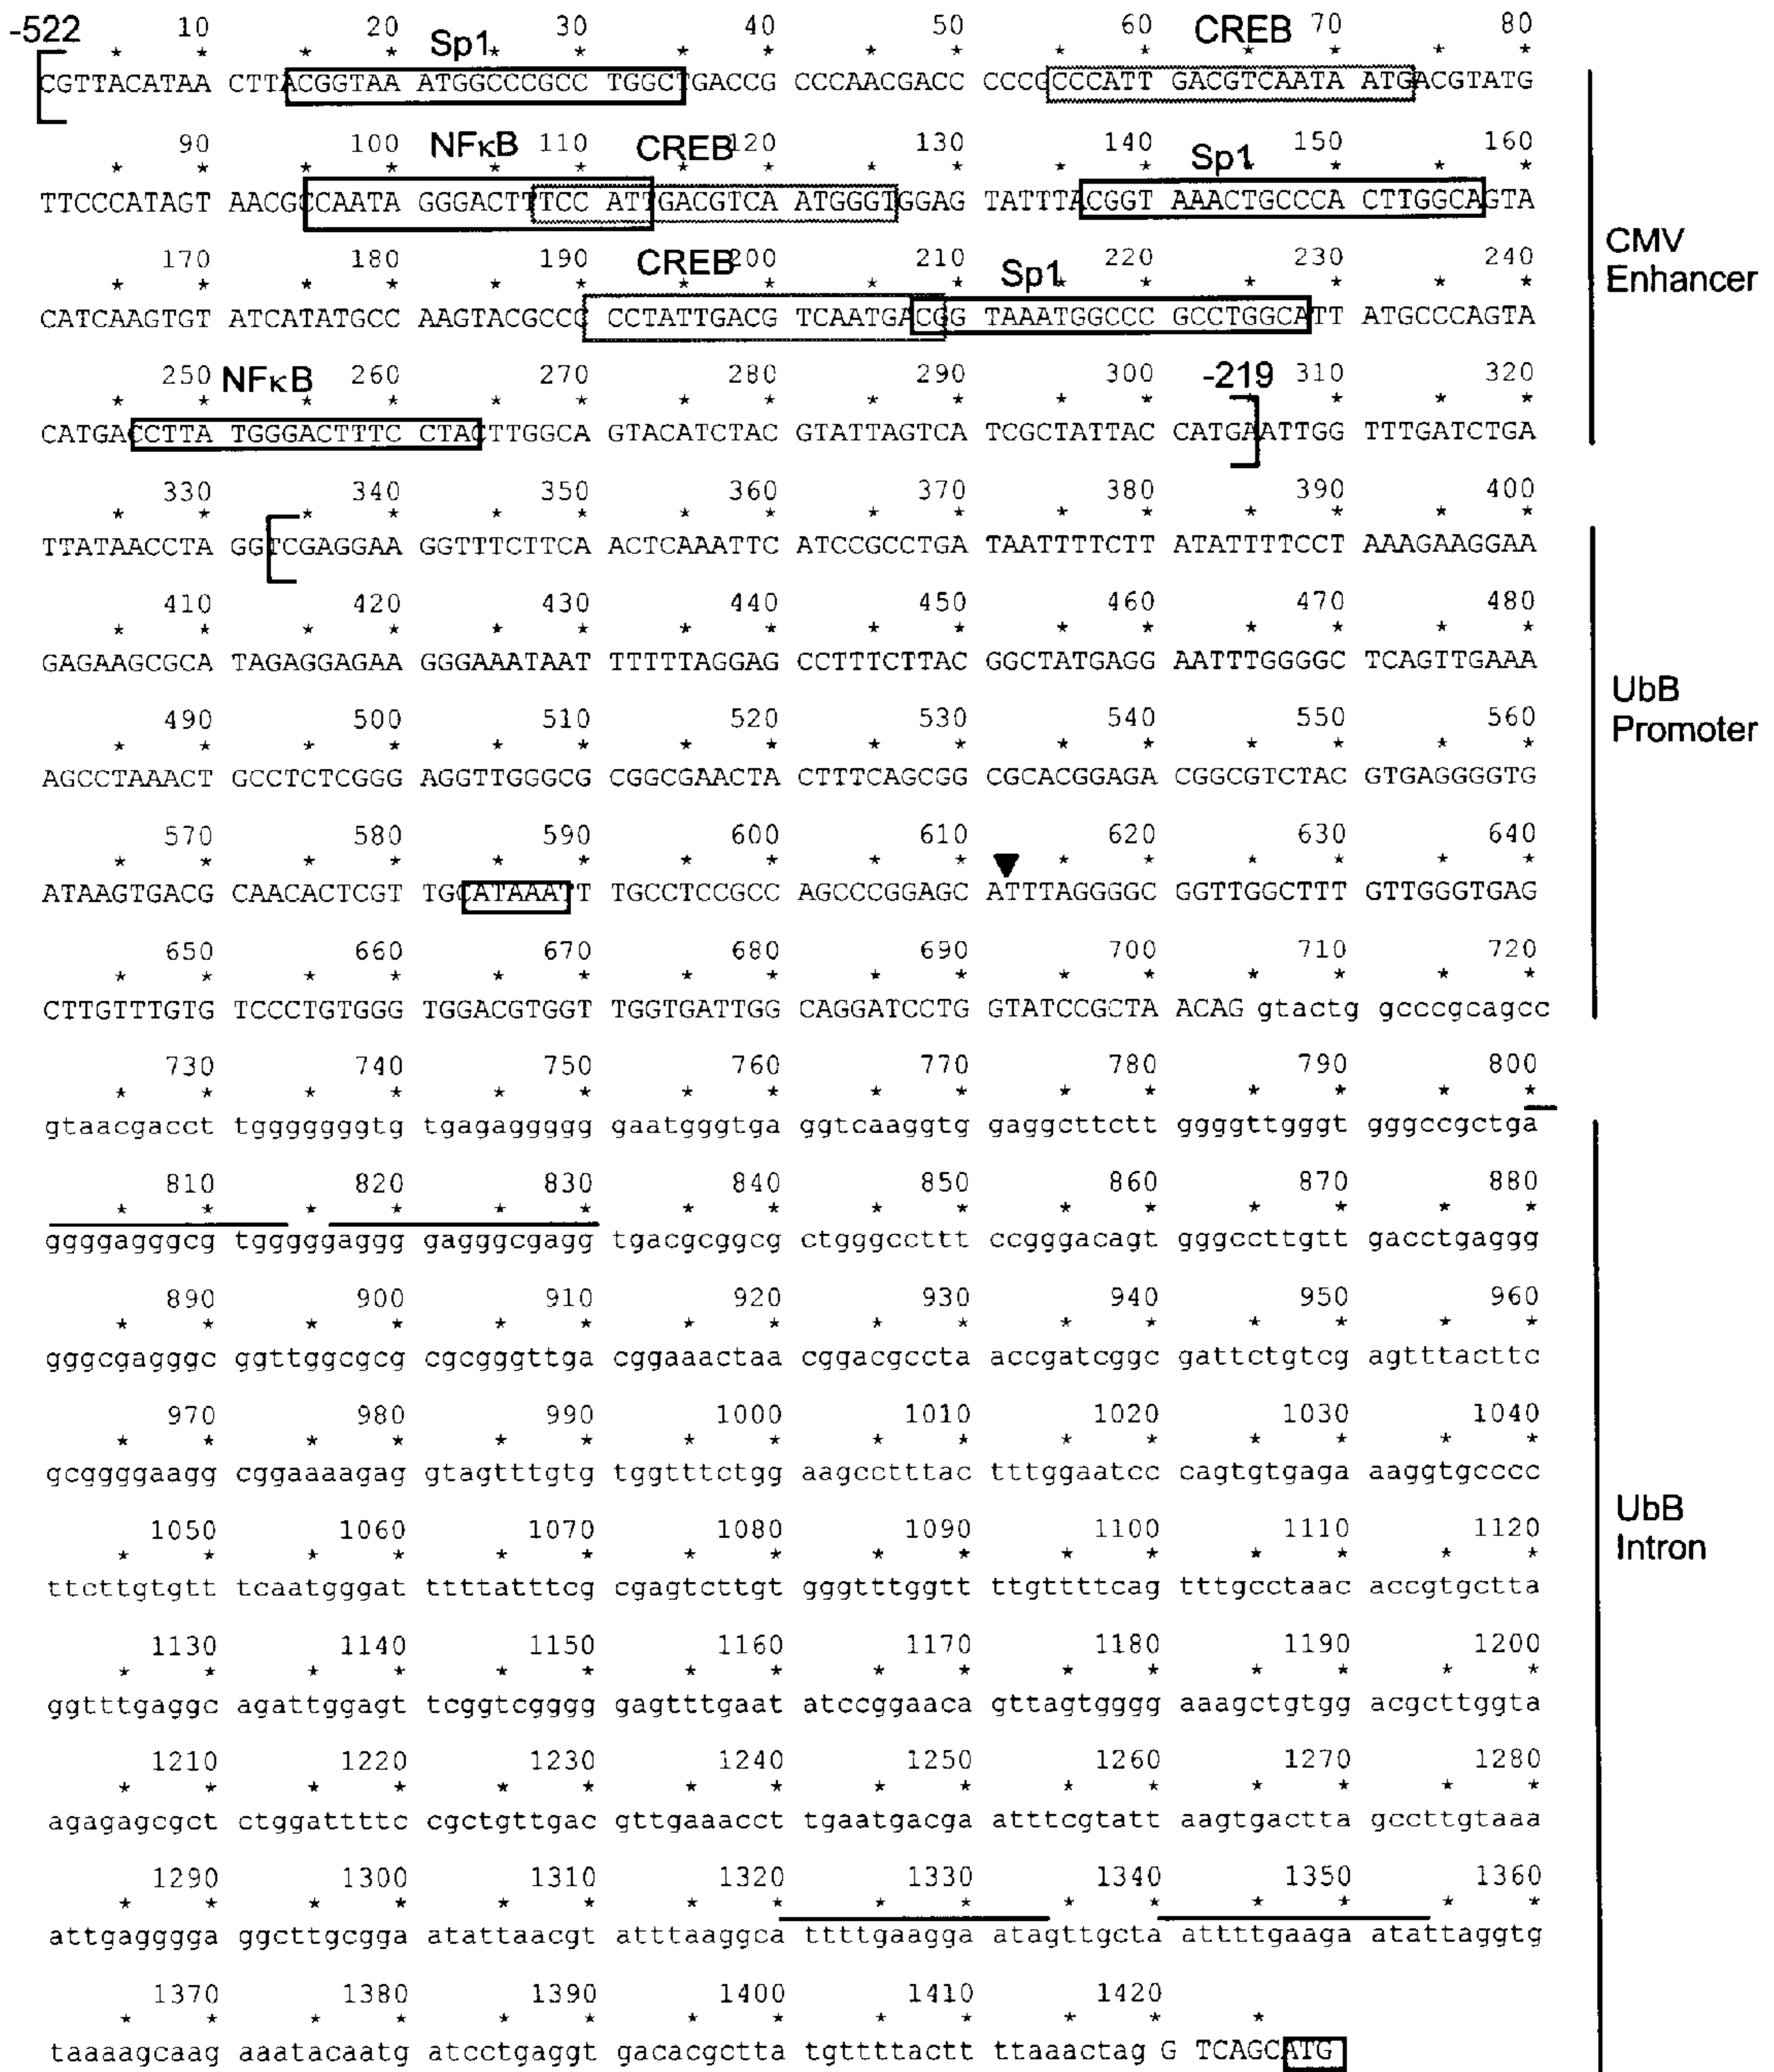 -522 10 20 Sp1 30 40 50 60 CREB 70 80
* * * * * * * * * * * * * * * *
CGTTACATAA CTTACGGTAA ATGGCCCGCC TGGCTGACCG CCCAACGACC CCCGCCCATT GACGTCAATA ATGACGTATG
90 100 NFκB 110 CREB 120 130 140 Sp1 150 160
* * * * * * * * * * * * * * * *
TTCCCATAGT AACGCCAATA GGGACTTTCC ATTGACGTCA ATGGGTGGAG TATTTACGGT AAACTGCCCA CTTGGCAGTA
CMV
Enhancer
170 180 190 CREB 200 210 Sp1 220 230 240
* * * * * * * * * * * * * * * *
CATCAAGTGT ATCATATGCC AAGTACGCCC CCTATTGACG TCAATGACGG TAAATGGCCC GCCTGGCATT ATGCCCAGTA
250 NFκB 260 270 280 290 300 -219 310 320
* * * * * * * * * * * * * * * *
CATGACCTTA TGGGACTTTC CTACTTGGCA GTACATCTAC GTATTAGTCA TCGCTATTAC CATGAATTGG TTTGATCTGA
330 340 350 360 370 380 390 400
* * * * * * * * * * * * * * * *
TTATAACCTA GGTCGAGGAA GGTTTCTTCA ACTCAAATTC ATCCGCCTGA TAATTTTCTT ATATTTTCCT AAAGAAGGAA
410 420 430 440 450 460 470 480
* * * * * * * * * * * * * * * *
GAGAAGCGCA TAGAGGAGAA GGGAAATAAT TTTTTAGGAG CCTTTCTTAC GGCTATGAGG AATTTGGGGC TCAGTTGAAA
UbB
Promoter
490 500 510 520 530 540 550 560
* * * * * * * * * * * * * * * *
AGCCTAAACT GCCTCTCGGG AGGTTGGGCG CGGCGAACTA CTTTCAGCGG CGCACGGAGA CGGCGTCTAC GTGAGGGGTG
570 580 590 600 610 620 630 640
* * * * * * * * * * * * * * * *
ATAAGTGACG CAACACTCGT TGCATAAATT TGCCTCCGCC AGCCCGGAGC ATTTAGGGGC GGTTGGCTTT GTTGGGTGAG
650 660 670 680 690 700 710 720
* * * * * * * * * * * * * * * *
CTTGTTTGTG TCCCTGTGGG TGGACGTGGT TGGTGATTGG CAGGATCCTG GTATCCGCTA ACAG gtactg gcccgcagcc
730 740 750 760 770 780 790 800
* * * * * * * * * * * * * * * *
gtaacgacct tgggggggtg tgagaggggg gaatgggtga ggtcaaggtg gaggcttctt ggggttgggt gggccgctga
810 820 830 840 850 860 870 880
* * * * * * * * * * * * * * * *
ggggagggcg tgggggaggg gagggcgagg tgacgcggcg ctgggccttt ccgggacagt gggccttgtt gacctgaggg
890 900 910 920 930 940 950 960
* * * * * * * * * * * * * * * *
gggcgagggc ggttggcgcg cgcgggttga cggaaactaa cggacgccta accgatcggc gattctgtcg agtttacttc
970 980 990 1000 1010 1020 1030 1040
* * * * * * * * * * * * * * * *
gcggggaagg cggaaaagag gtagtttgtg tggtttctgg aagcctttac tttggaatcc cagtgtgaga aaggtgcccc
UbB
Intron
1050 1060 1070 1080 1090 1100 1110 1120
* * * * * * * * * * * * * * * *
ttcttgtgtt tcaatgggat ttttatttcg cgagtcttgt gggtttggtt ttgttttcag tttgcctaac accgtgctta
1130 1140 1150 1160 1170 1180 1190 1200
* * * * * * * * * * * * * * * *
ggtttgaggc agattggagt tcggtcgggg gagtttgaat atccggaaca gttagtgggg aaagctgtgg acgcttggta
1210 1220 1230 1240 1250 1260 1270 1280
* * * * * * * * * * * * * * * *
agagagcgct ctggattttc cgctgttgac gttgaaacct tgaatgacga atttcgtatt aagtgactta gccttgtaaa
1290 1300 1310 1320 1330 1340 1350 1360
* * * * * * * * * * * * * * * *
attgagggga ggcttgcgga atattaacgt atttaaggca ttttgaagga atagttgcta attttgaaga atattaggtg
1370 1380 1390 1400 1410 1420
* * * * * * * * * * * * *
taaaagcaag aaatacaatg atcctgaggt gacacgctta tgttttactt ttaaactag G TCAGCATG